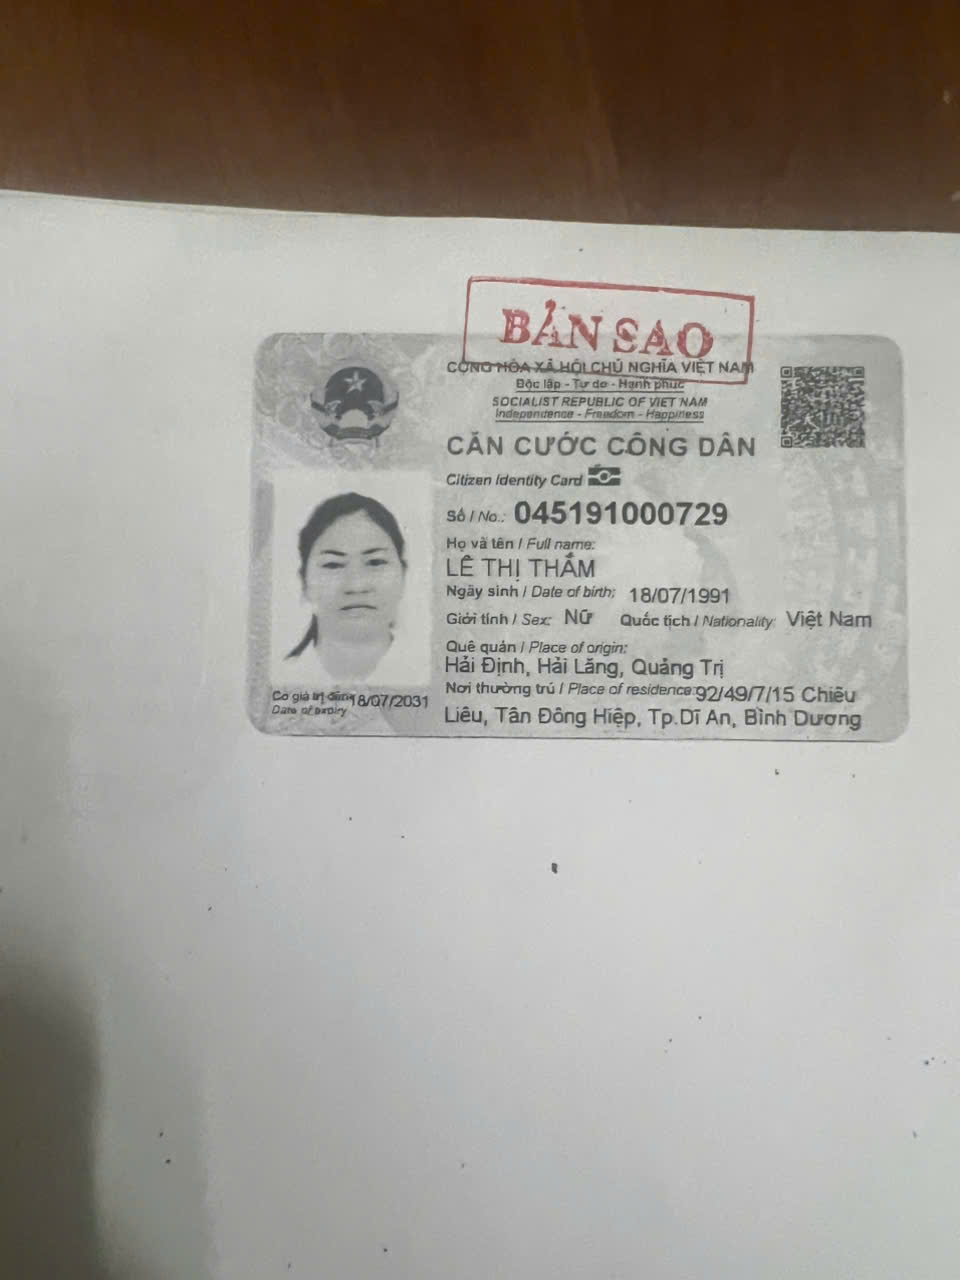 BẢN SAO
CỘNG HÒA XÃ HỘI CHỦ NGHĨA VIỆT NAM
Độc lập - Tự do - Hạnh phúc
SOCIALIST REPUBLIC OF VIET NAM
Independence - Freedom - Happiness
CĂN CƯỚC CÔNG DÂN
Citizen Identity Card
Số / No.: 045191000729
Họ và tên / Full name:
LÊ THỊ THẮM
Ngày sinh / Date of birth: 18/07/1991
Giới tính / Sex: Nữ Quốc tịch / Nationality: Việt Nam
Quê quán / Place of origin:
Hải Định, Hải Lăng, Quảng Trị
Nơi thường trú / Place of residence: 92/49/7/15 Chiêu
Liêu, Tân Đông Hiệp, Tp.Dĩ An, Bình Dương
Có giá trị đến: 18/07/2031
Date of expiry